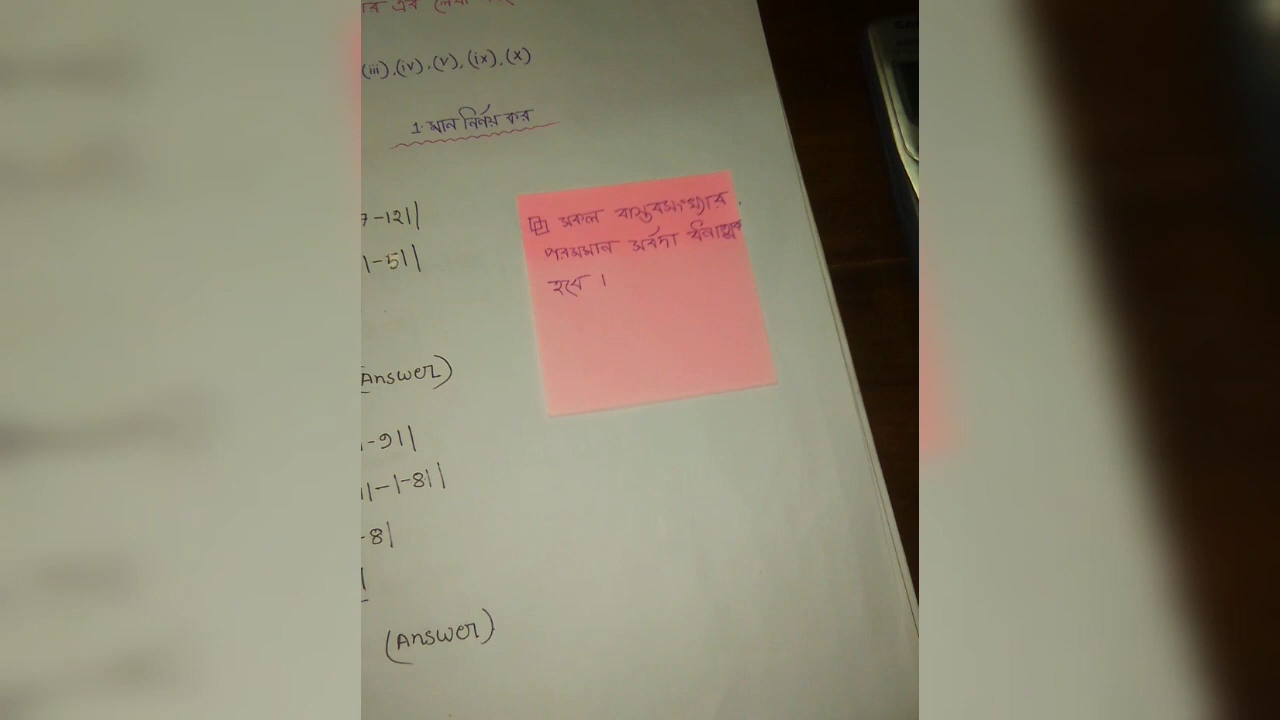 (iii), (iv), (v), (ix), (x)
1. মান নির্ণয় কর
7-12||
|-5||
সকল বাস্তবসংখ্যার
পরমমান সর্বদা ধনাত্মক
হবে।
(Answer)
-9||
||-|-8||
-8|
|
(Answer)